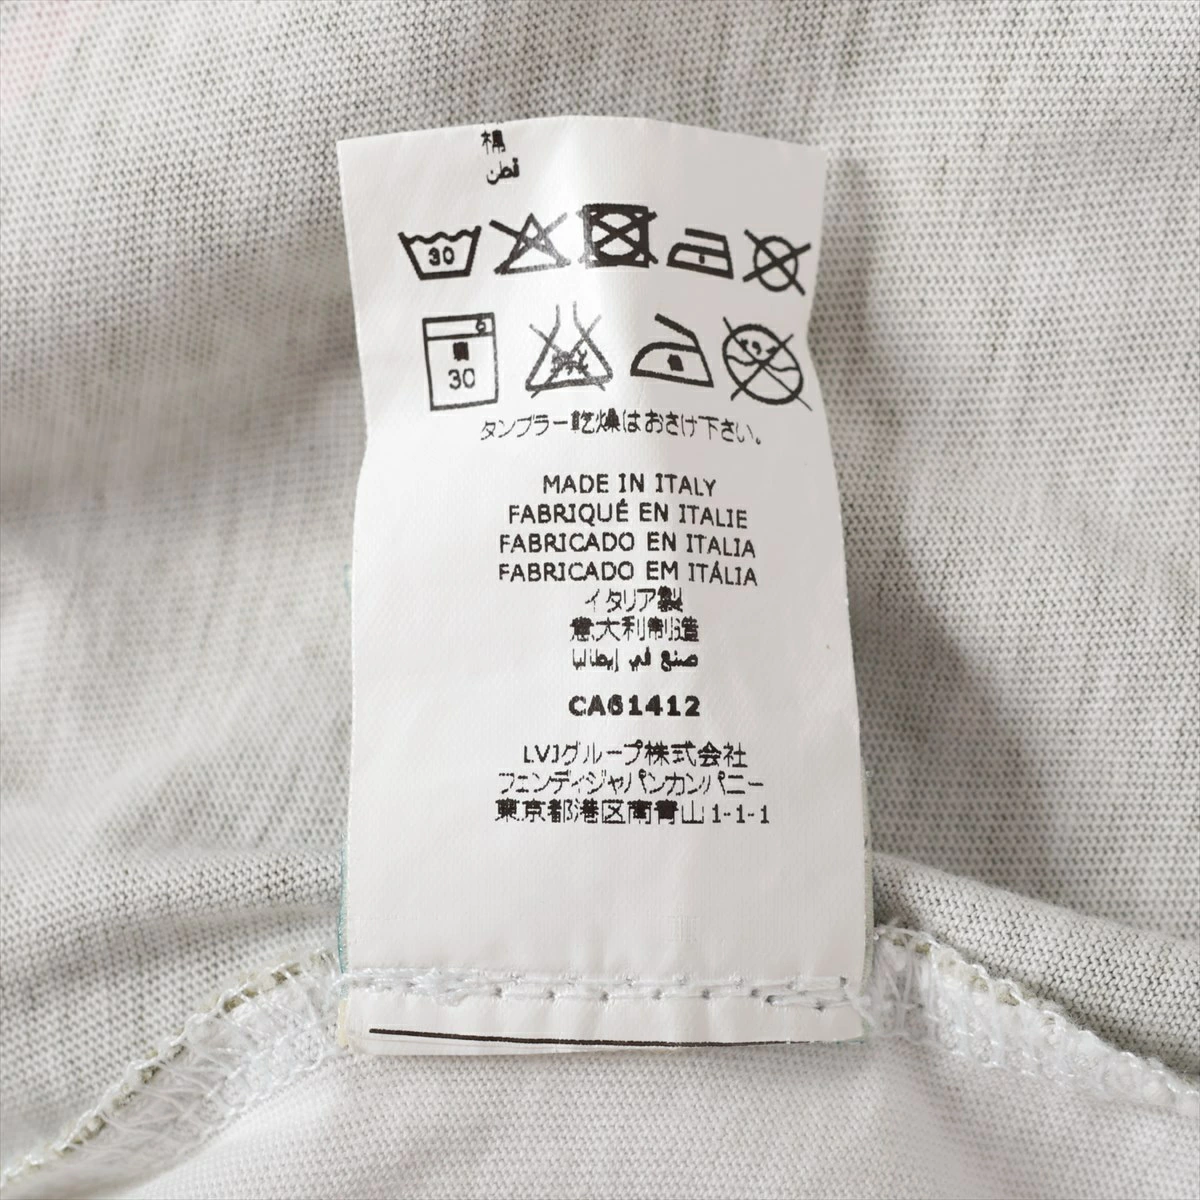 棉
قطن
30
30
タンブラー乾燥はおさけ下さい。
MADE IN ITALY
FABRIQUÉ EN ITALIE
FABRICADO EN ITALIA
FABRICADO EM ITÁLIA
イタリア製
意大利制造
صنع في إيطاليا
CA61412
LVJグループ株式会社
フェンディジャパンカンパニー
東京都港区南青山1-1-1